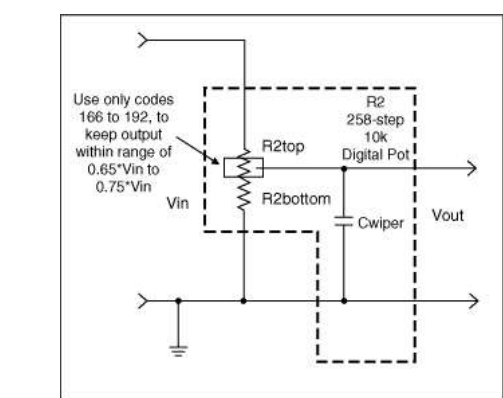 Use only codes
166 to 192, to
keep output
within range of
0.65*Vin to
0.75*Vin
Vin
R2top
R2bottom
R2
258-step
10k
Digital Pot
Cwiper
Vout